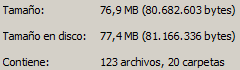 Tamaño: 76,9 MB (80.682.603 bytes)
Tamaño en disco: 77,4 MB (81.166.336 bytes)
Contiene: 123 archivos, 20 carpetas